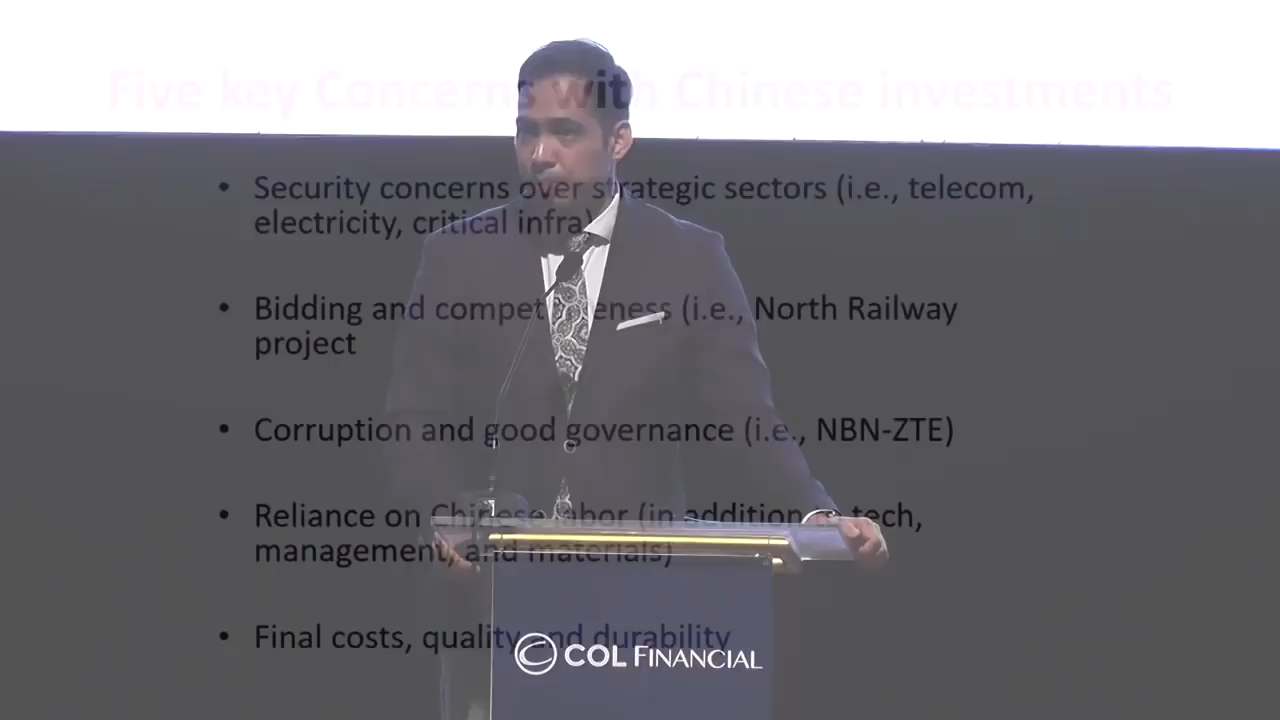 Five key Concerns with Chinese investments
• Security concerns over strategic sectors (i.e., telecom,
electricity, critical infra)
• Bidding and competitiveness (i.e., North Railway
project
• Corruption and good governance (i.e., NBN-ZTE)
• Reliance on Chinese labor (in addition to tech,
management, and materials)
• Final costs, quality and durability
COL FINANCIAL